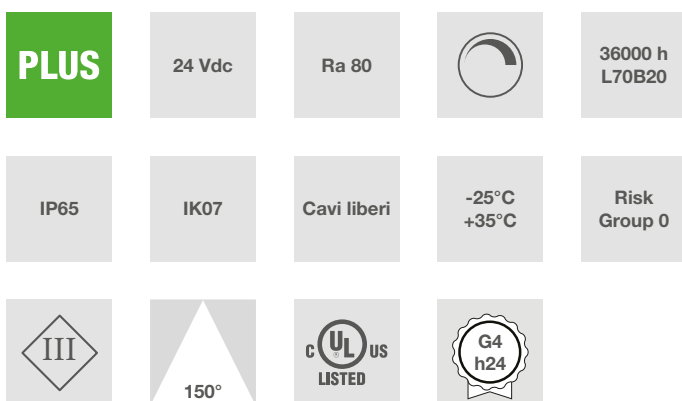 PLUS
24 Vdc
Ra 80
36000 h
L70B20
IP65
IK07
Cavi liberi
-25°C
+35°C
Risk
Group 0
III
150°
C UL US
®
LISTED
G4
h24